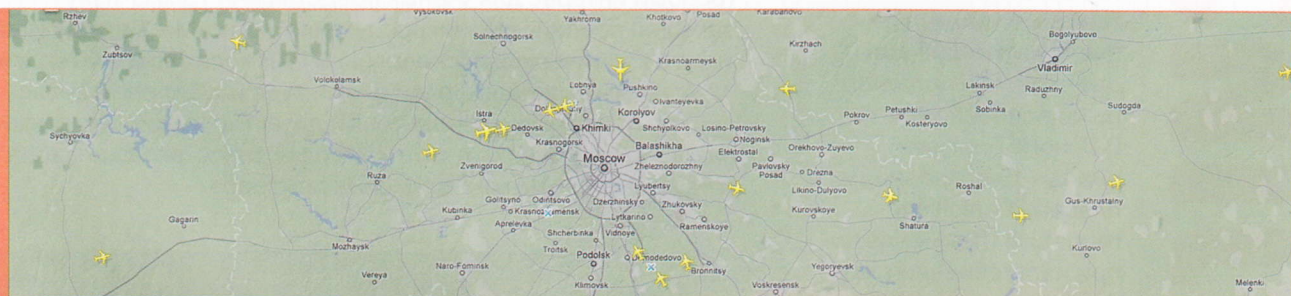 Rzhev
Yakhroma
Khotkovo
Posad
Karabanovo
Solnechnogorsk
Kirzhach
Bogolyubovo
Zubtsov
Krasnoarmeysk
Vladimir
Volokolamsk
Lobnya
Pushkino
Lakinsk
Raduzhny
Ivanteyevka
Sobinka
Sudogda
Istra
Korolyov
Petushki
Pokrov
Kosteryovo
Sychyovka
Dedovsk
Khimki
Shchyolkovo
Losino-Petrovsky
Noginsk
Krasnogorsk
Balashikha
Elektrostal
Orekhovo-Zuyevo
Moscow
Zvenigorod
Zheleznodorozhny
Pavlovsky
Posad
Drezna
Ruza
Lyubertsy
Likino-Dulyovo
Roshal
Golitsyno
Odintsovo
Dzerzhinsky
Zhukovsky
Gus-Khrustalny
Kubinka
Lytkarino
Kurovskoye
Gagarin
Aprelevka
Vidnoye
Ramenskoye
Shatura
Mozhaysk
Shcherbinka
Troitsk
Kurlovo
Podolsk
Domodedovo
Bronnitsy
Vereya
Naro-Fominsk
Yegoryevsk
Klimovsk
Voskresensk
Melenki